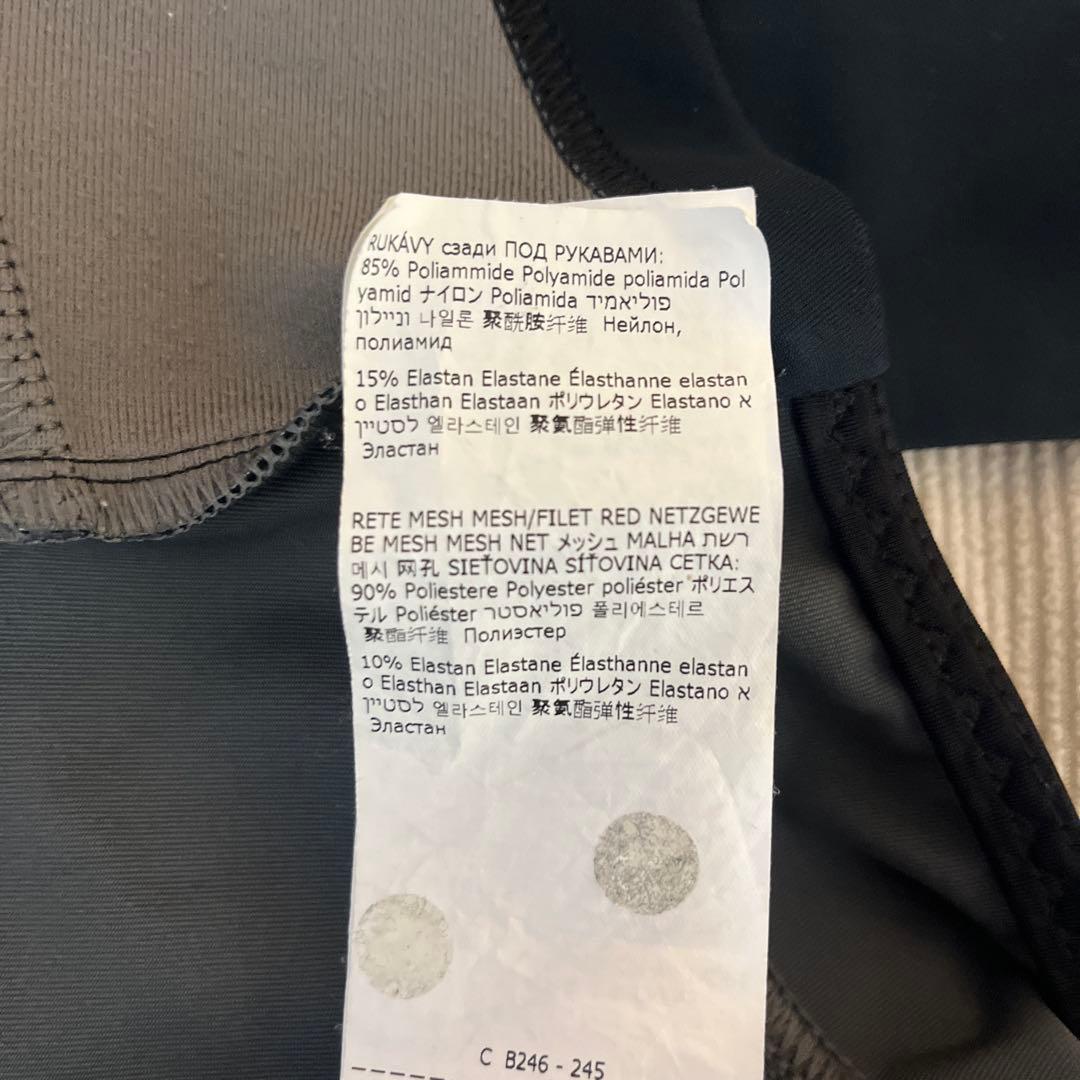 RUKÁVY сзади ПОД РУКАВАМИ:
85% Poliammide Polyamide poliamida Pol
yamid ナイロン Poliamida פוליאמיד
וניילון 나일론 聚酰胺纤维 Нейлон,
полиамид
15% Elastan Elastane Élasthanne elastan
o Elasthan Elastaan ポリウレタン Elastano א
לסטיין 엘라스테인 聚氨酯弹性纤维
Эластан
RETE MESH MESH/FILET RED NETZGEWE
BE MESH MESH NET メッシュ MALHA רשת
메시 网孔 SIEŤOVINA SÍŤOVINA СЕТКА:
90% Poliestere Polyester poliéster ポリエス
テル Poliéster פוליאסטר 폴리에스테르
聚酯纤维 Полиэстер
10% Elastan Elastane Élasthanne elastan
o Elasthan Elastaan ポリウレタン Elastano א
לסטיין 엘라스테인 聚氨酯弹性纤维
Эластан
C B246 - 245